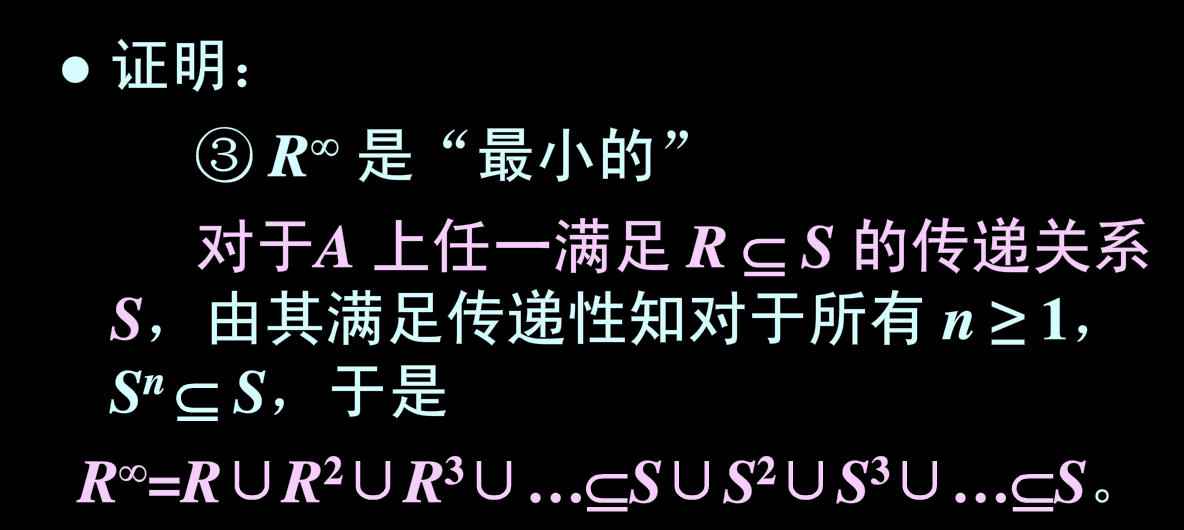 ● 证明：
③ R∞ 是“最小的”
对于A 上任一满足 R ⊆ S 的传递关系
S，由其满足传递性知对于所有 n ≥ 1，
Sⁿ ⊆ S，于是
R∞=R∪R²∪R³∪…⊆S∪S²∪S³∪…⊆S。